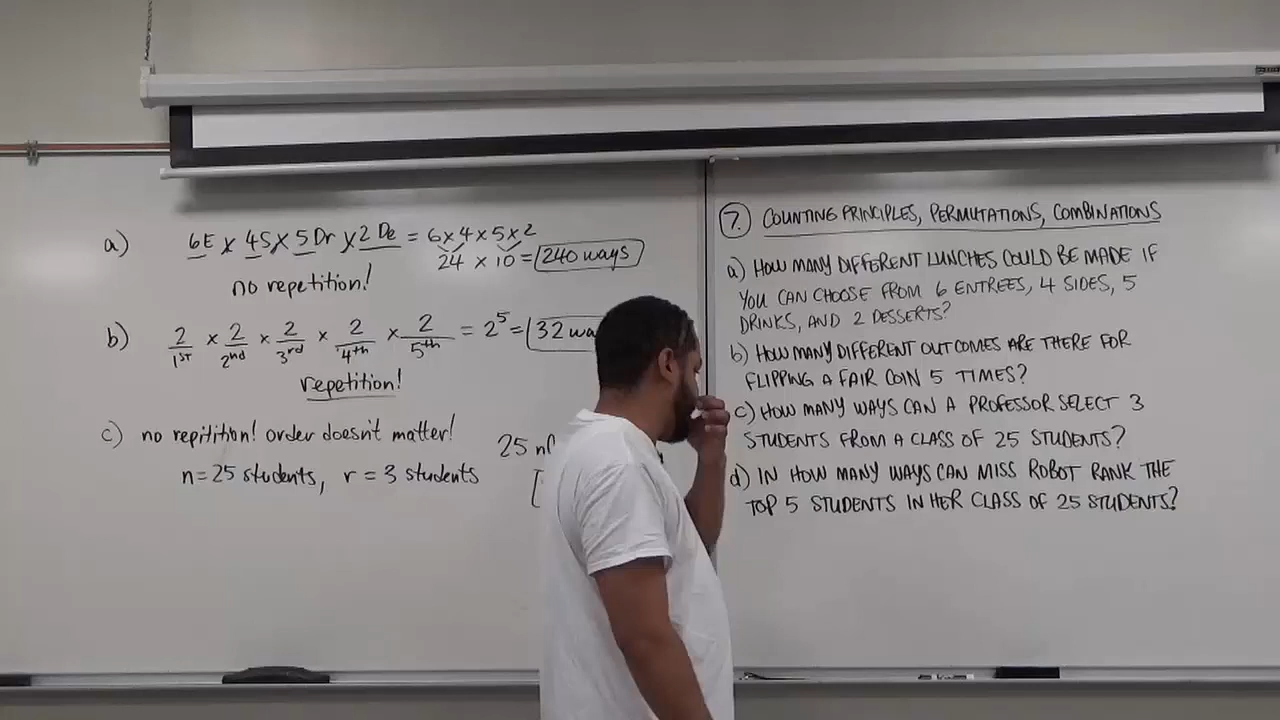 a) 6E x 4S x 5Dr x 2 De = 6 x 4 x 5 x 2
24 x 10 = 240 ways
no repetition!
b) 2 x 2 x 2 x 2 x 2 = 2⁵ = 32
1ST 2nd 3rd 4th 5th
repetition!
c) no repitition! order doesn't matter! 25
n = 25 students, r = 3 students
7. COUNTING PRINCIPLES, PERMUTATIONS, COMBINATIONS
a) HOW MANY DIFFERENT LUNCHES COULD BE MADE IF
YOU CAN CHOOSE FROM 6 ENTREES, 4 SIDES, 5
DRINKS, AND 2 DESSERTS?
b) HOW MANY DIFFERENT OUTCOMES ARE THERE FOR
FLIPPING A FAIR COIN 5 TIMES?
c) HOW MANY WAYS CAN A PROFESSOR SELECT 3
STUDENTS FROM A CLASS OF 25 STUDENTS?
d) IN HOW MANY WAYS CAN MISS ROBOT RANK THE
TOP 5 STUDENTS IN HER CLASS OF 25 STUDENTS?